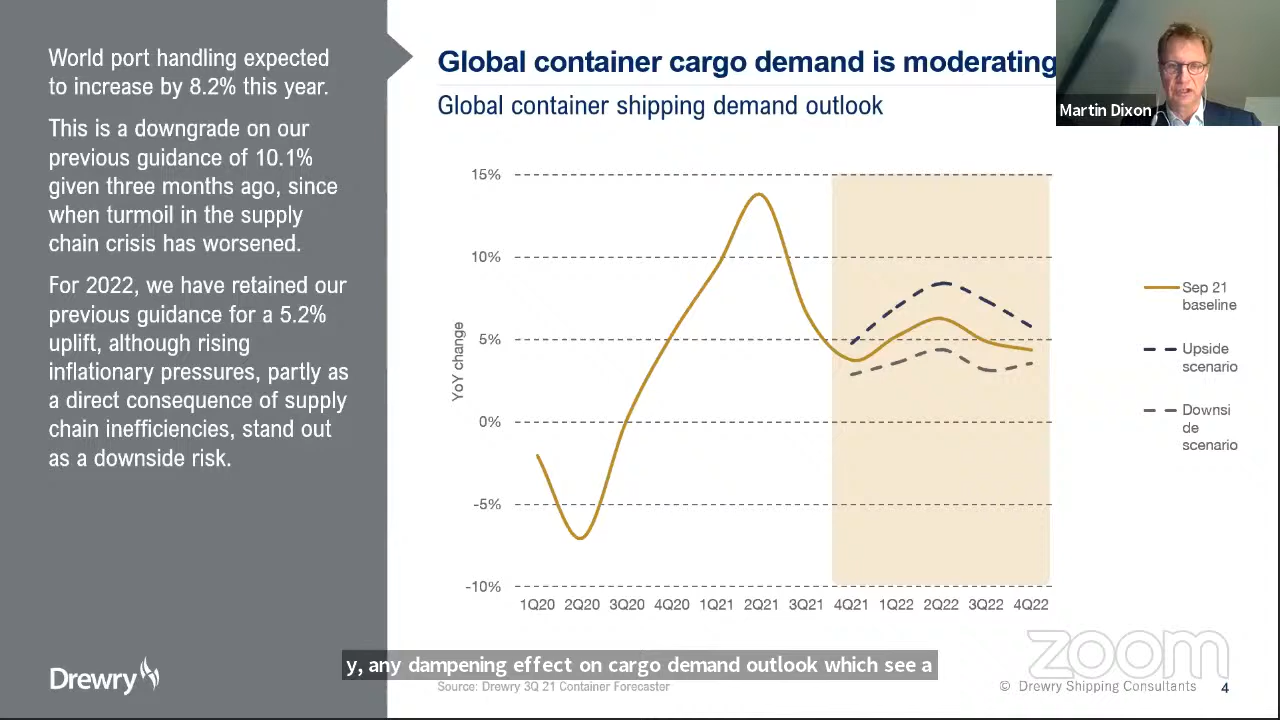 World port handling expected
to increase by 8.2% this year.
This is a downgrade on our
previous guidance of 10.1%
given three months ago, since
when turmoil in the supply
chain crisis has worsened.
For 2022, we have retained our
previous guidance for a 5.2%
uplift, although rising
inflationary pressures, partly as
a direct consequence of supply
chain inefficiencies, stand out
as a downside risk.
Drewry
Global container cargo demand is moderating
Global container shipping demand outlook
Martin Dixon
YoY change
15%
10%
5%
0%
-5%
-10%
1Q20 2Q20 3Q20 4Q20 1Q21 2Q21 3Q21 4Q21 1Q22 2Q22 3Q22 4Q22
Sep 21
baseline
Upside
scenario
Downsi
de
scenario
zoom
y, any dampening effect on cargo demand outlook which see a
Source: Drewry 3Q 21 Container Forecaster
© Drewry Shipping Consultants 4